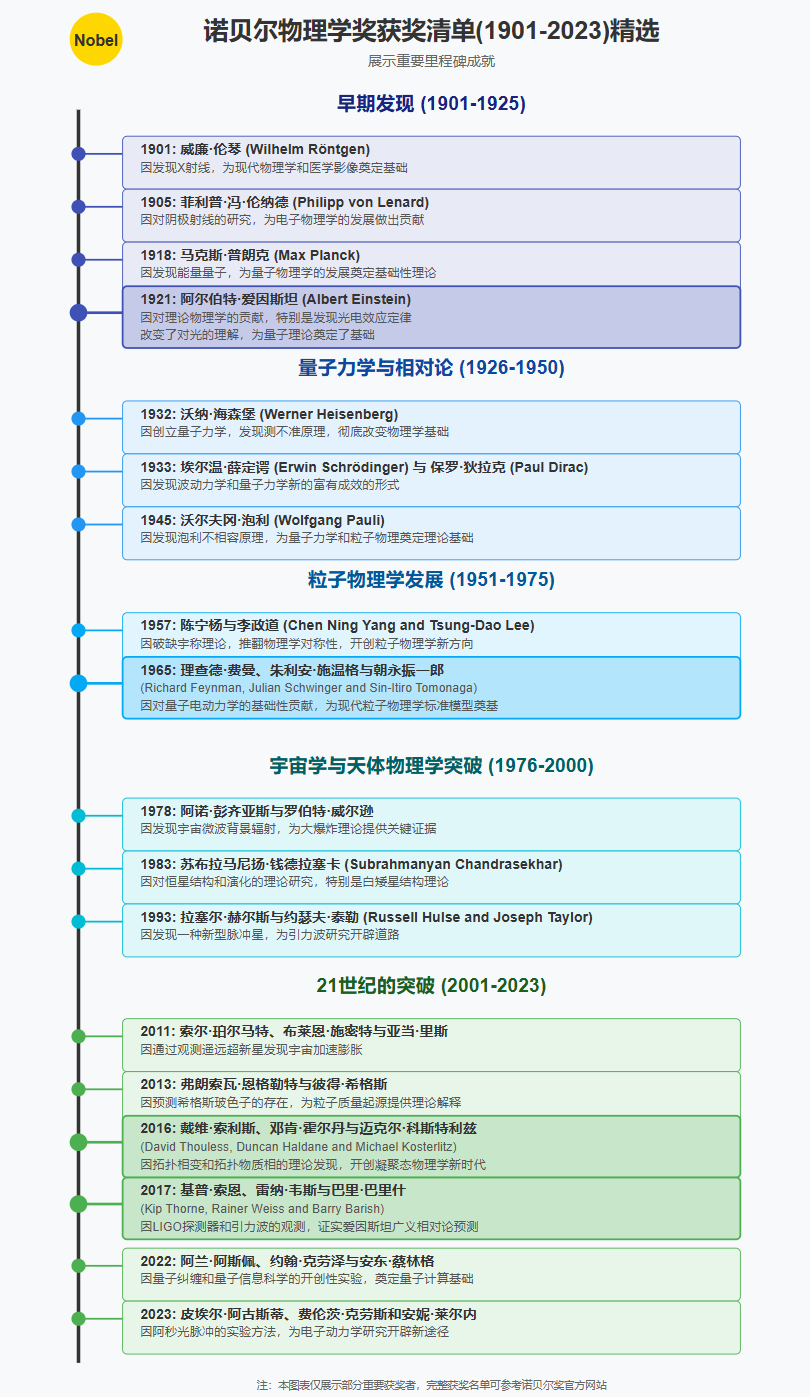 Nobel
诺贝尔物理学奖获奖清单(1901-2023)精选
展示重要里程碑成就
早期发现 (1901-1925)
1901: 威廉·伦琴 (Wilhelm Röntgen)
因发现X射线，为现代物理学和医学影像奠定基础
1905: 菲利普·冯·伦纳德 (Philipp von Lenard)
因对阴极射线的研究，为电子物理学的发展做出贡献
1918: 马克斯·普朗克 (Max Planck)
因发现能量量子，为量子物理学的发展奠定基础性理论
1921: 阿尔伯特·爱因斯坦 (Albert Einstein)
因对理论物理学的贡献，特别是发现光电效应定律
改变了对光的理解，为量子理论奠定了基础
量子力学与相对论 (1926-1950)
1932: 沃纳·海森堡 (Werner Heisenberg)
因创立量子力学，发现测不准原理，彻底改变物理学基础
1933: 埃尔温·薛定谔 (Erwin Schrödinger) 与 保罗·狄拉克 (Paul Dirac)
因发现波动力学和量子力学新的富有成效的形式
1945: 沃尔夫冈·泡利 (Wolfgang Pauli)
因发现泡利不相容原理，为量子力学和粒子物理奠定理论基础
粒子物理学发展 (1951-1975)
1957: 陈宁杨与李政道 (Chen Ning Yang and Tsung-Dao Lee)
因破缺宇称理论，推翻物理学对称性，开创粒子物理学新方向
1965: 理查德·费曼、朱利安·施温格与朝永振一郎
(Richard Feynman, Julian Schwinger and Sin-Itiro Tomonaga)
因对量子电动力学的基础性贡献，为现代粒子物理学标准模型奠基
宇宙学与天体物理学突破 (1976-2000)
1978: 阿诺·彭齐亚斯与罗伯特·威尔逊
因发现宇宙微波背景辐射，为大爆炸理论提供关键证据
1983: 苏布拉马尼扬·钱德拉塞卡 (Subrahmanyan Chandrasekhar)
因对恒星结构和演化的理论研究，特别是白矮星结构理论
1993: 拉塞尔·赫尔斯与约瑟夫·泰勒 (Russell Hulse and Joseph Taylor)
因发现一种新型脉冲星，为引力波研究开辟道路
21世纪的突破 (2001-2023)
2011: 索尔·珀尔马特、布莱恩·施密特与亚当·里斯
因通过观测遥远超新星发现宇宙加速膨胀
2013: 弗朗索瓦·恩格勒特与彼得·希格斯
因预测希格斯玻色子的存在，为粒子质量起源提供理论解释
2016: 戴维·索利斯、邓肯·霍尔丹与迈克尔·科斯特利兹
(David Thouless, Duncan Haldane and Michael Kosterlitz)
因拓扑相变和拓扑物质相的理论发现，开创凝聚态物理学新时代
2017: 基普·索恩、雷纳·韦斯与巴里·巴里什
(Kip Thorne, Rainer Weiss and Barry Barish)
因LIGO探测器和引力波的观测，证实爱因斯坦广义相对论预测
2022: 阿兰·阿斯佩、约翰·克劳泽与安东·蔡林格
因量子纠缠和量子信息科学的开创性实验，奠定量子计算基础
2023: 皮埃尔·阿古斯蒂、费伦茨·克劳斯和安妮·莱尔内
因阿秒光脉冲的实验方法，为电子动力学研究开辟新途径
注：本图表仅展示部分重要获奖者，完整获奖名单可参考诺贝尔奖官方网站